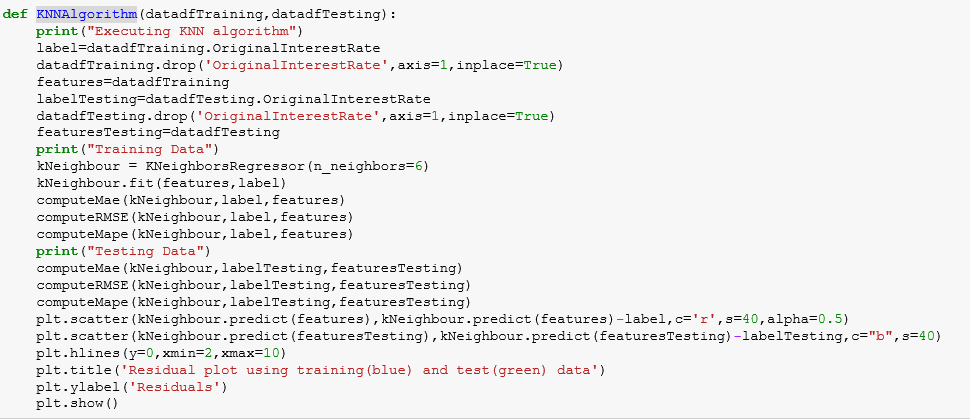 def KNNAlgorithm(datadfTraining,datadfTesting):
    print("Executing KNN algorithm")
    label=datadfTraining.OriginalInterestRate
    datadfTraining.drop('OriginalInterestRate',axis=1,inplace=True)
    features=datadfTraining
    labelTesting=datadfTesting.OriginalInterestRate
    datadfTesting.drop('OriginalInterestRate',axis=1,inplace=True)
    featuresTesting=datadfTesting
    print("Training Data")
    kNeighbour = KNeighborsRegressor(n_neighbors=6)
    kNeighbour.fit(features,label)
    computeMae(kNeighbour,label,features)
    computeRMSE(kNeighbour,label,features)
    computeMape(kNeighbour,label,features)
    print("Testing Data")
    computeMae(kNeighbour,labelTesting,featuresTesting)
    computeRMSE(kNeighbour,labelTesting,featuresTesting)
    computeMape(kNeighbour,labelTesting,featuresTesting)
    plt.scatter(kNeighbour.predict(features),kNeighbour.predict(features)-label,c='r',s=40,alpha=0.5)
    plt.scatter(kNeighbour.predict(featuresTesting),kNeighbour.predict(featuresTesting)-labelTesting,c="b",s=40)
    plt.hlines(y=0,xmin=2,xmax=10)
    plt.title('Residual plot using training(blue) and test(green) data')
    plt.ylabel('Residuals')
    plt.show()